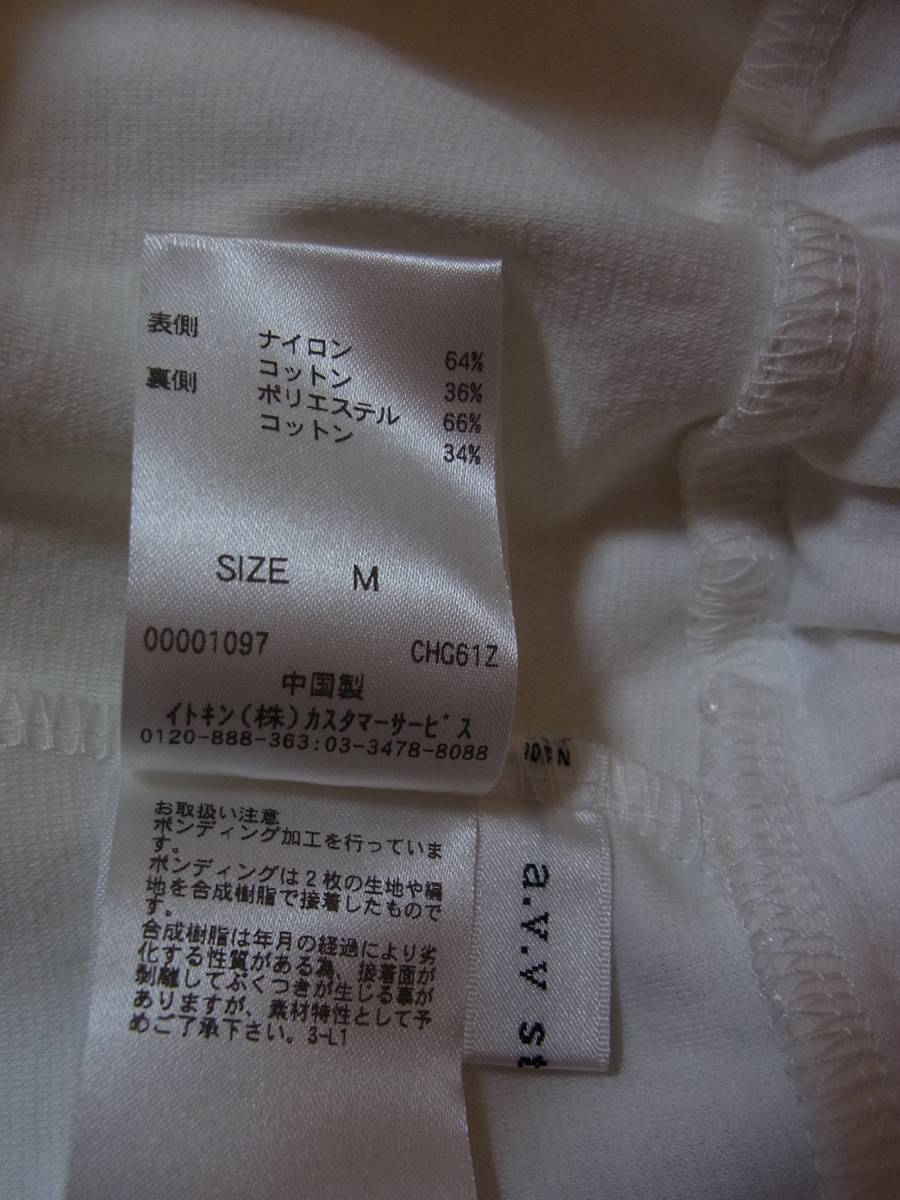 表側 ナイロン 64%
コットン 36%
裏側 ポリエステル 66%
コットン 34%
SIZE M
00001097 CHG61Z
中国製
イトキン(株)カスタマーサービス
0120-888-363:03-3478-8088
お取扱い注意
ボンディング加工を行っていま
す。
ボンディングは2枚の生地や編
地を合成樹脂で接着したもので
す。
合成樹脂は年月の経過により劣
化する性質がある為、接着面が
剥離してぶくつきが生じる事が
ありますが、素材特性として予
めご了承下さい。3-L1
a.v.v st